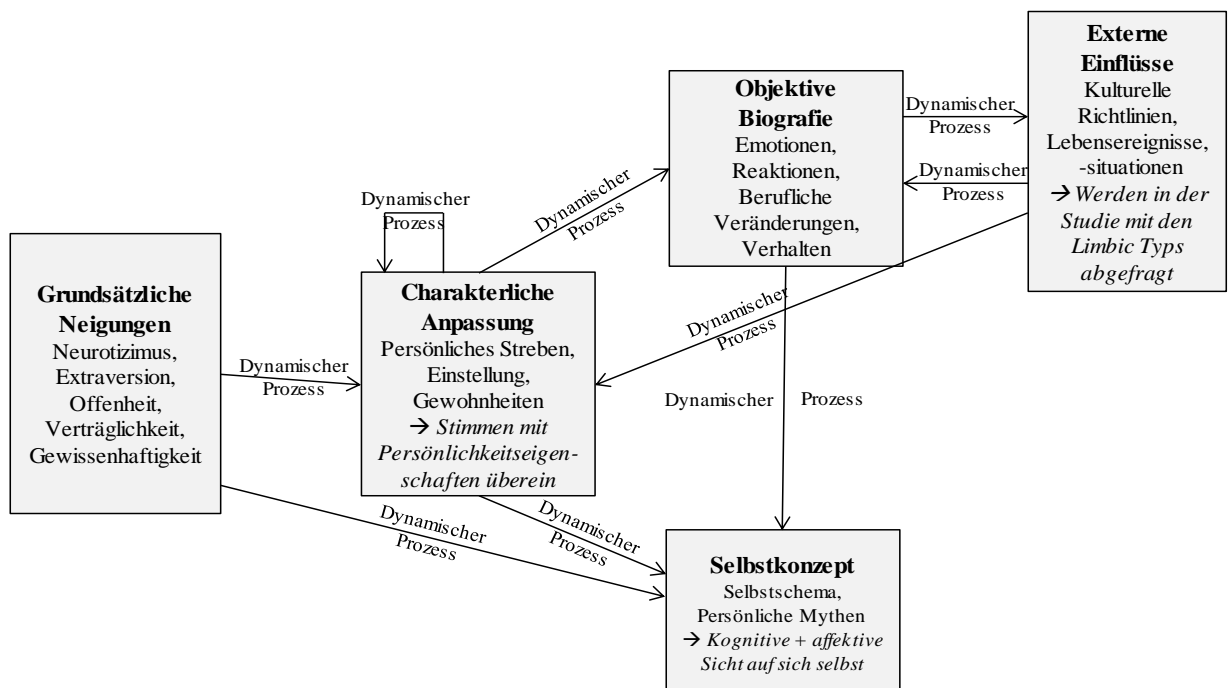 Grundsätzliche
Neigungen
Neurotizimus,
Extraversion,
Offenheit,
Verträglichkeit,
Gewissenhaftigkeit
Dynamischer
Prozess
Dynamischer
Prozess
Charakterliche
Anpassung
Persönliches Streben,
Einstellung,
Gewohnheiten
→ Stimmen mit
Persönlichkeitseigen-
schaften überein
Dynamischer
Prozess
Dynamischer
Prozess
Objektive
Biografie
Emotionen,
Reaktionen,
Berufliche
Veränderungen,
Verhalten
Dynamischer
Prozess
Dynamischer
Prozess
Externe
Einflüsse
Kulturelle
Richtlinien,
Lebensereignisse,
-situationen
→ Werden in der
Studie mit den
Limbic Typs
abgefragt
Dynamischer
Prozess
Dynamischer Prozess
Dynamischer
Prozess
Selbstkonzept
Selbstschema,
Persönliche Mythen
→ Kognitive + affektive
Sicht auf sich selbst